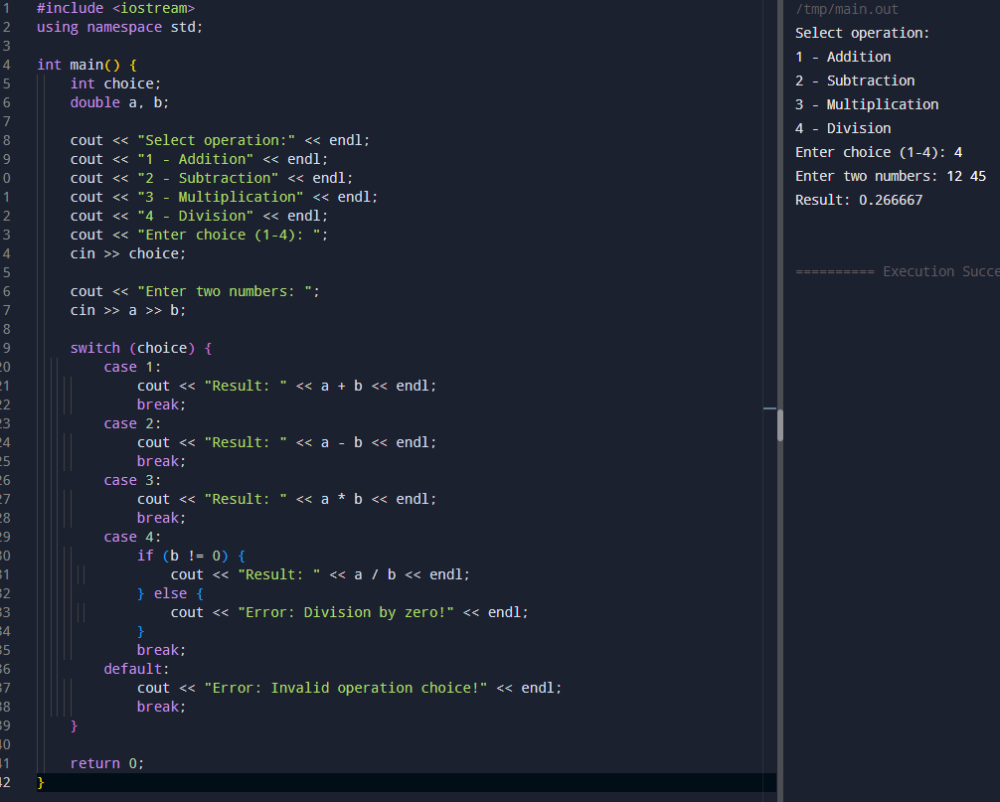 1 #include <iostream>
2 using namespace std;
3
4 int main() {
5     int choice;
6     double a, b;
7
8     cout << "Select operation:" << endl;
9     cout << "1 - Addition" << endl;
0     cout << "2 - Subtraction" << endl;
1     cout << "3 - Multiplication" << endl;
2     cout << "4 - Division" << endl;
3     cout << "Enter choice (1-4): ";
4     cin >> choice;
5
6     cout << "Enter two numbers: ";
7     cin >> a >> b;
8
9     switch (choice) {
20         case 1:
21             cout << "Result: " << a + b << endl;
22             break;
23         case 2:
24             cout << "Result: " << a - b << endl;
25             break;
26         case 3:
27             cout << "Result: " << a * b << endl;
28             break;
29         case 4:
30             if (b != 0) {
31                 cout << "Result: " << a / b << endl;
32             } else {
33                 cout << "Error: Division by zero!" << endl;
34             }
35             break;
36         default:
37             cout << "Error: Invalid operation choice!" << endl;
38             break;
39     }
40
41     return 0;
42 }
/tmp/main.out
Select operation:
1 - Addition
2 - Subtraction
3 - Multiplication
4 - Division
Enter choice (1-4): 4
Enter two numbers: 12 45
Result: 0.266667
========== Execution Succe